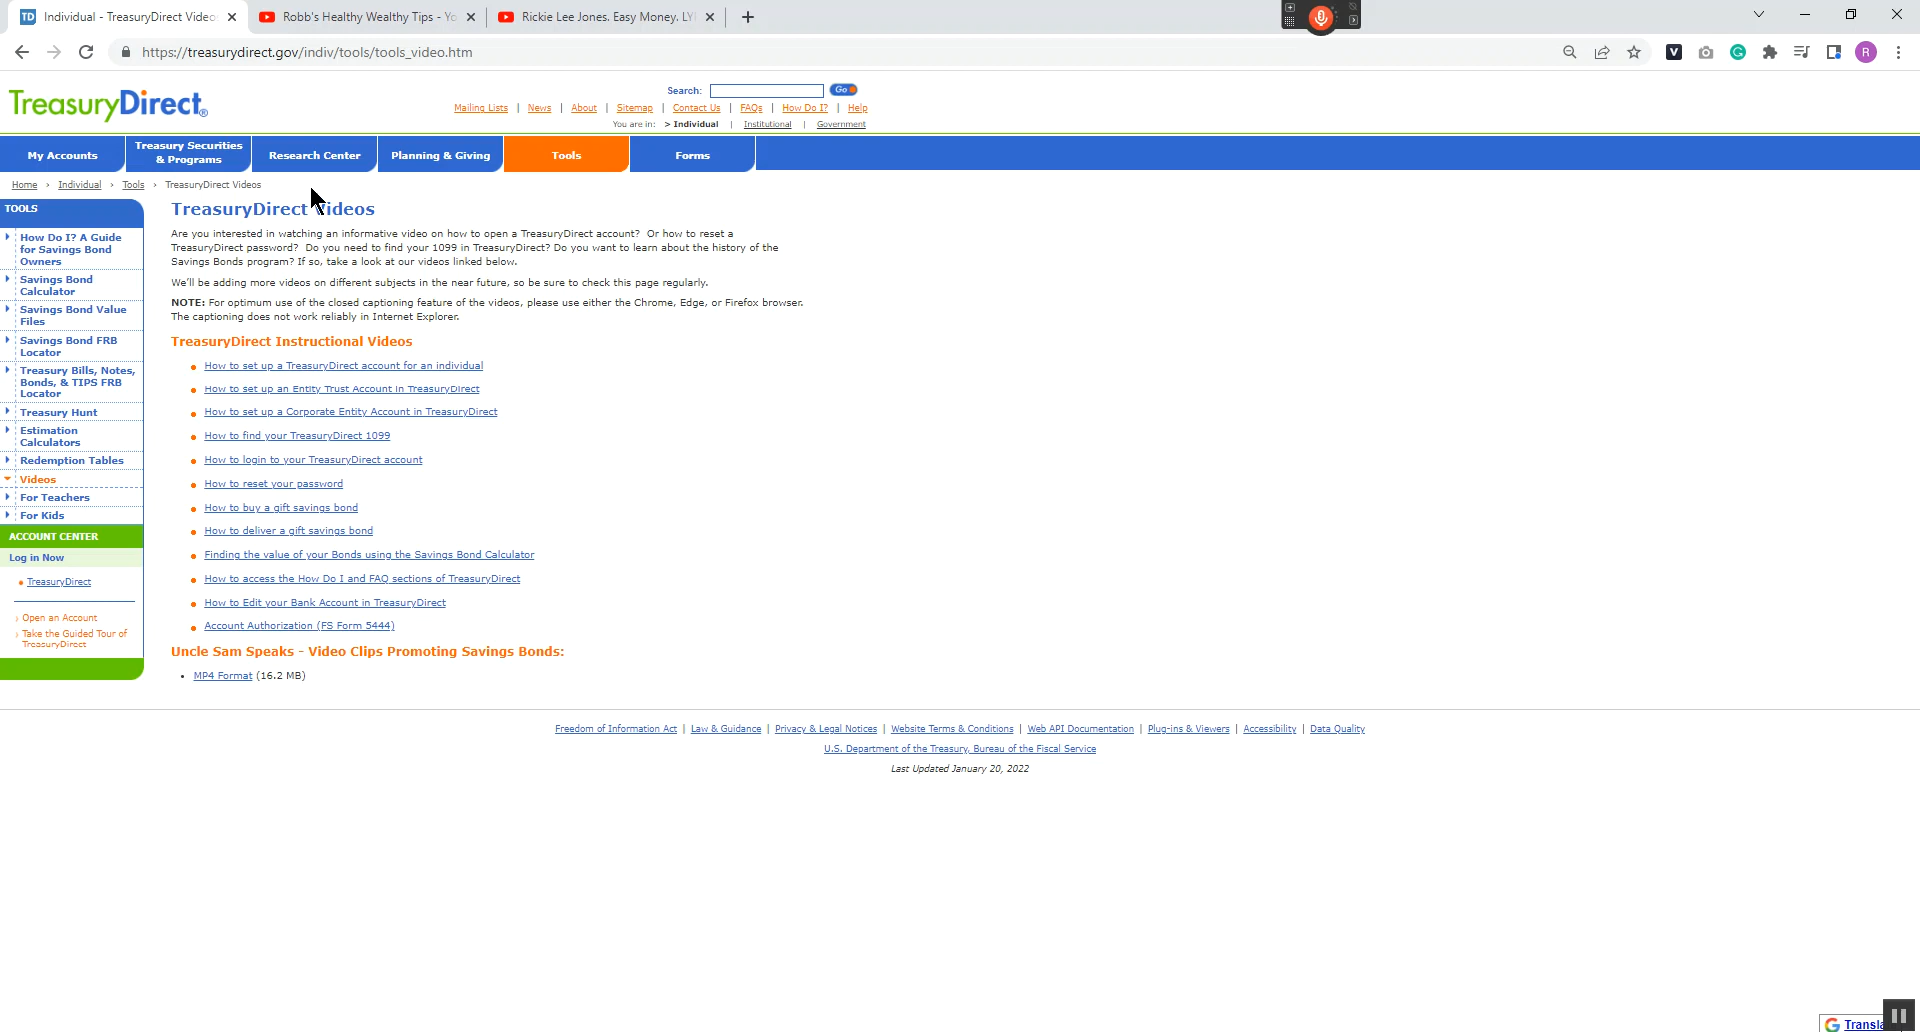 Individual - TreasuryDirect Video
Robb's Healthy Wealthy Tips - Yo
Rickie Lee Jones. Easy Money. LY
https://treasurydirect.gov/indiv/tools/tools_video.htm
R
TreasuryDirect®
Search:
Go
Mailing Lists | News | About | Sitemap | Contact Us | FAQs | How Do I? | Help
You are in: > Individual | Institutional | Government
My Accounts
Treasury Securities
& Programs
Research Center
Planning & Giving
Tools
Forms
Home › Individual › Tools › TreasuryDirect Videos
TOOLS
How Do I? A Guide
for Savings Bond
Owners
Savings Bond
Calculator
Savings Bond Value
Files
Savings Bond FRB
Locator
Treasury Bills, Notes,
Bonds, & TIPS FRB
Locator
Treasury Hunt
Estimation
Calculators
Redemption Tables
Videos
For Teachers
For Kids
ACCOUNT CENTER
Log in Now
TreasuryDirect
Open an Account
Take the Guided Tour of
TreasuryDirect
TreasuryDirect Videos
Are you interested in watching an informative video on how to open a TreasuryDirect account? Or how to reset a
TreasuryDirect password? Do you need to find your 1099 in TreasuryDirect? Do you want to learn about the history of the
Savings Bonds program? If so, take a look at our videos linked below.
We'll be adding more videos on different subjects in the near future, so be sure to check this page regularly.
NOTE: For optimum use of the closed captioning feature of the videos, please use either the Chrome, Edge, or Firefox browser.
The captioning does not work reliably in Internet Explorer.
TreasuryDirect Instructional Videos
How to set up a TreasuryDirect account for an individual
How to set up an Entity Trust Account in TreasuryDirect
How to set up a Corporate Entity Account in TreasuryDirect
How to find your TreasuryDirect 1099
How to login to your TreasuryDirect account
How to reset your password
How to buy a gift savings bond
How to deliver a gift savings bond
Finding the value of your Bonds using the Savings Bond Calculator
How to access the How Do I and FAQ sections of TreasuryDirect
How to Edit your Bank Account in TreasuryDirect
Account Authorization (FS Form 5444)
Uncle Sam Speaks - Video Clips Promoting Savings Bonds:
MP4 Format (16.2 MB)
Freedom of Information Act | Law & Guidance | Privacy & Legal Notices | Website Terms & Conditions | Web API Documentation | Plug-ins & Viewers | Accessibility | Data Quality
U.S. Department of the Treasury, Bureau of the Fiscal Service
Last Updated January 20, 2022
Transla